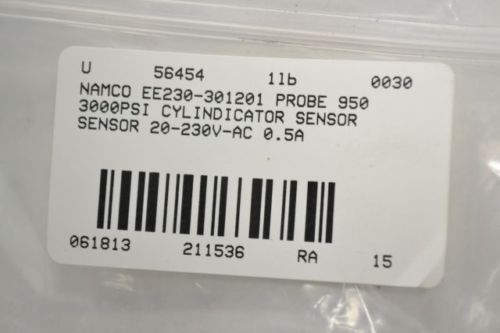 U 56454 1lb 0030
NAMCO EE230-301201 PROBE 950
3000PSI CYLINDICATOR SENSOR
SENSOR 20-230V-AC 0.5A
061813 211536 RA 15